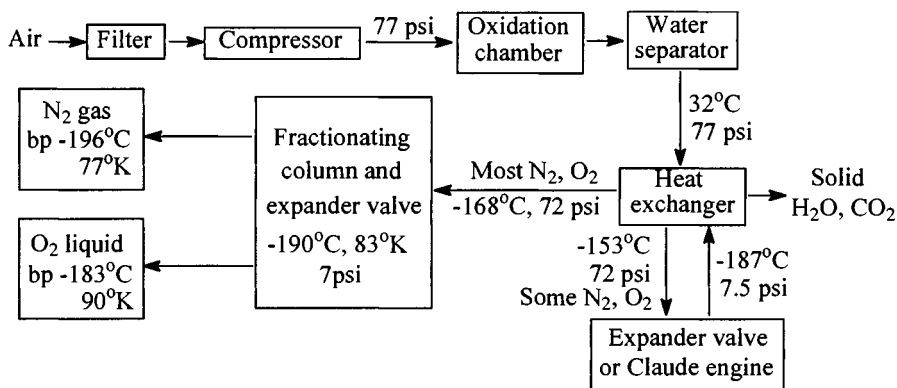 Air
Filter
Compressor
77 psi
Oxidation
chamber
Water
separator
32°C
77 psi
N₂ gas
bp -196°C
77°K
O₂ liquid
bp -183°C
90°K
Fractionating
column and
expander valve
-190°C, 83°K
7psi
Most N₂, O₂
-168°C, 72 psi
Heat
exchanger
Solid
H₂O, CO₂
-153°C
72 psi
Some N₂, O₂
-187°C
7.5 psi
Expander valve
or Claude engine